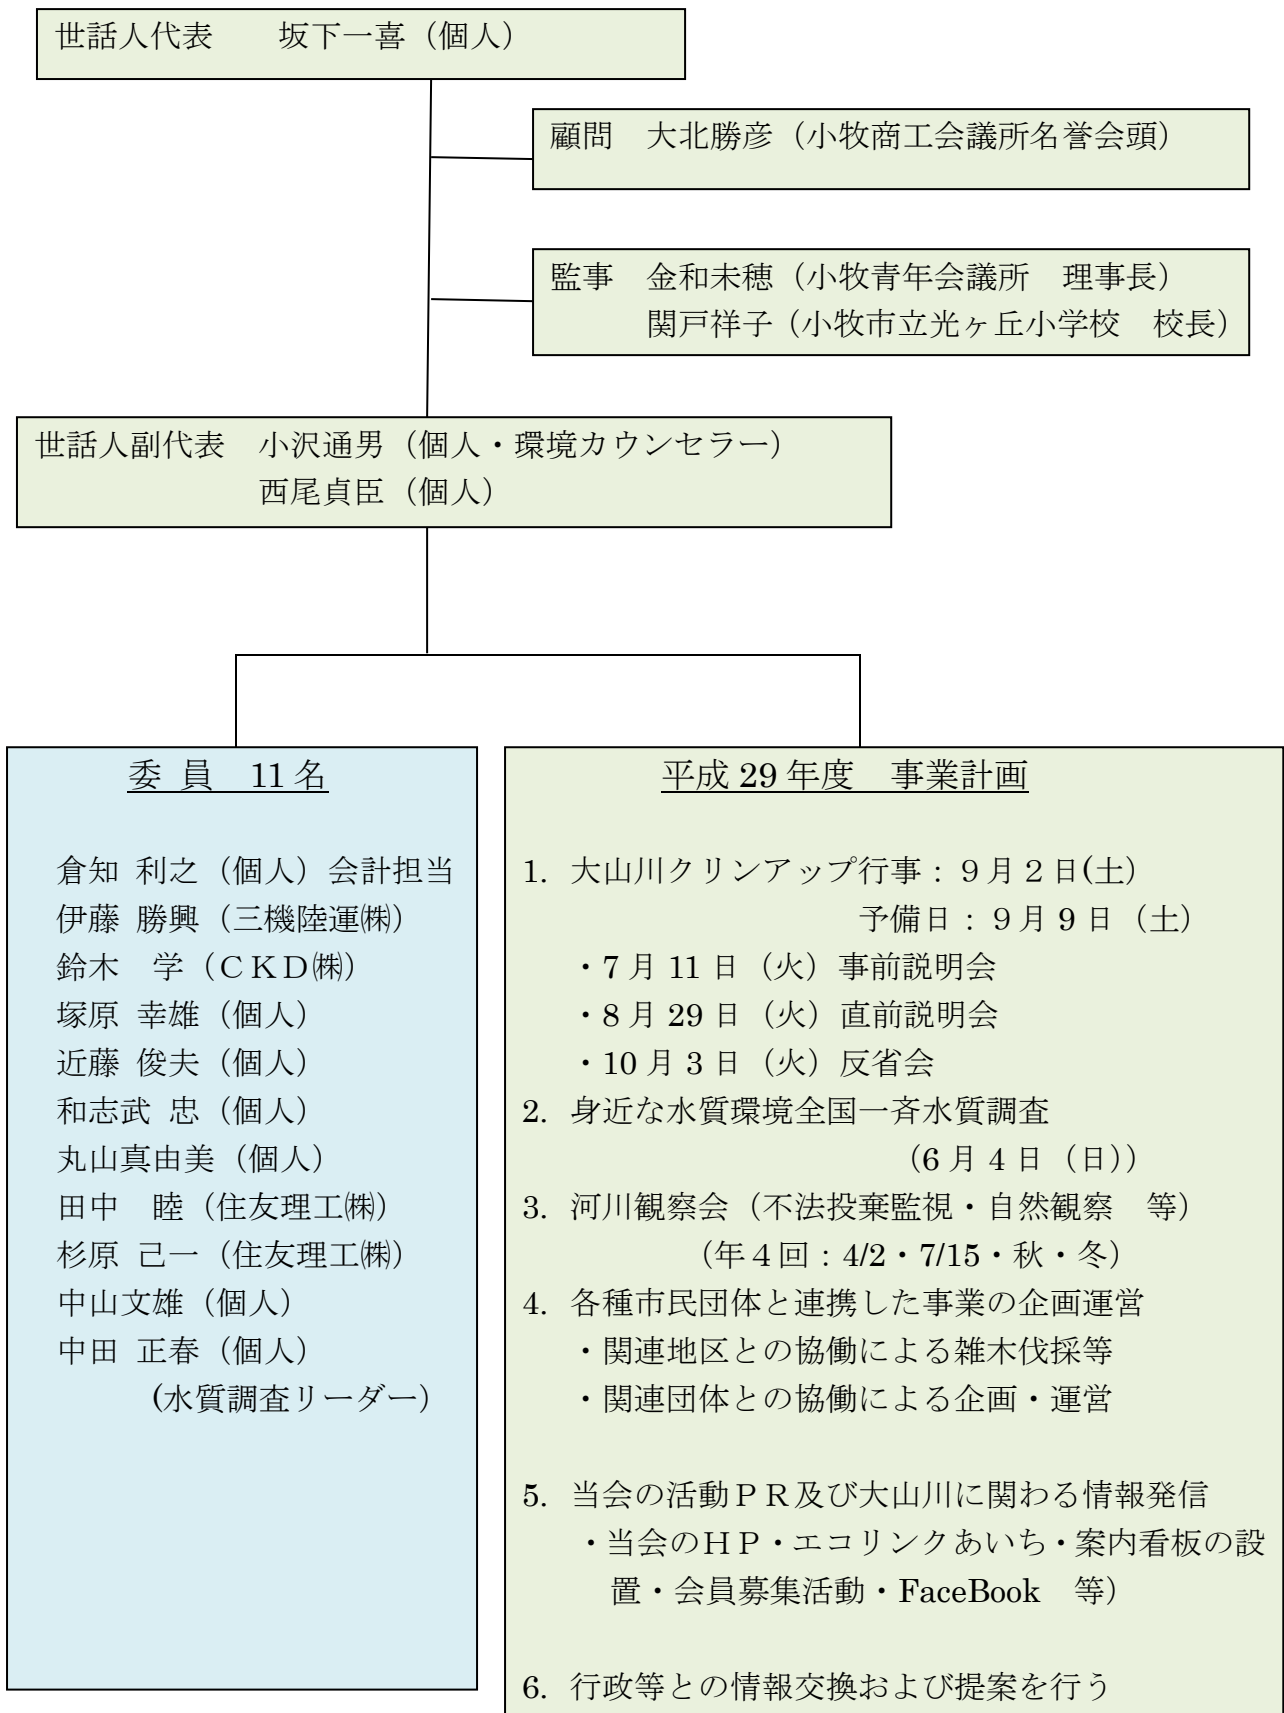 世話人代表　　坂下一喜（個人）
顧問　大北勝彦（小牧商工会議所名誉会頭）
監事　金和未穂（小牧青年会議所　理事長）
関戸祥子（小牧市立光ヶ丘小学校　校長）
世話人副代表　小沢通男（個人・環境カウンセラー）
西尾貞臣（個人）
委 員　11 名
倉知 利之（個人）会計担当
伊藤 勝興（三機陸運㈱）
鈴木　学（ＣＫＤ㈱）
塚原 幸雄（個人）
近藤 俊夫（個人）
和志武 忠（個人）
丸山真由美（個人）
田中　睦（住友理工㈱）
杉原 己一（住友理工㈱）
中山文雄（個人）
中田 正春（個人）
(水質調査リーダー）
平成 29 年度　事業計画
1. 大山川クリンアップ行事：９月２日(土）
予備日：９月 9 日（土）
・7 月 11 日（火）事前説明会
・8 月 29 日（火）直前説明会
・10 月 3 日（火）反省会
2. 身近な水質環境全国一斉水質調査
（6 月 4 日（日））
3. 河川観察会（不法投棄監視・自然観察　等）
（年４回：4/2・7/15・秋・冬）
4. 各種市民団体と連携した事業の企画運営
・関連地区との協働による雑木伐採等
・関連団体との協働による企画・運営
5. 当会の活動ＰＲ及び大山川に関わる情報発信
・当会のＨＰ・エコリンクあいち・案内看板の設
置・会員募集活動・FaceBook　等）
6. 行政等との情報交換および提案を行う